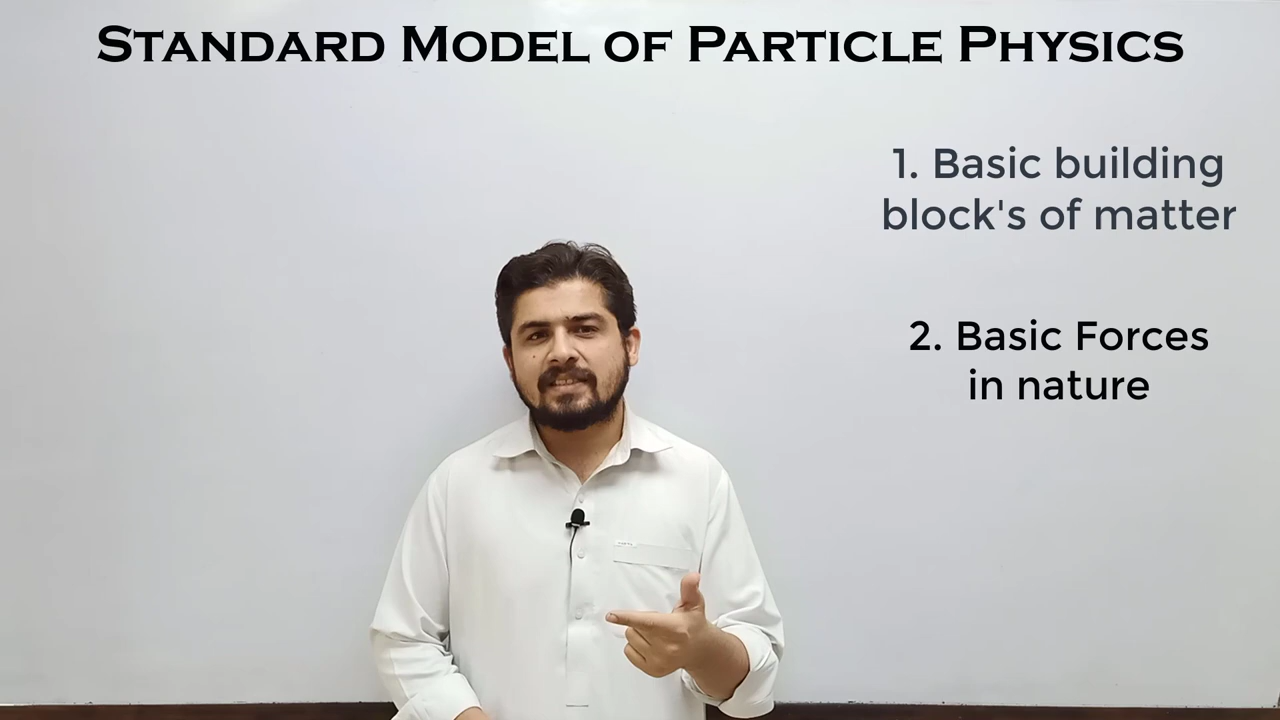 STANDARD MODEL OF PARTICLE PHYSICS
1. Basic building
block's of matter
2. Basic Forces
in nature